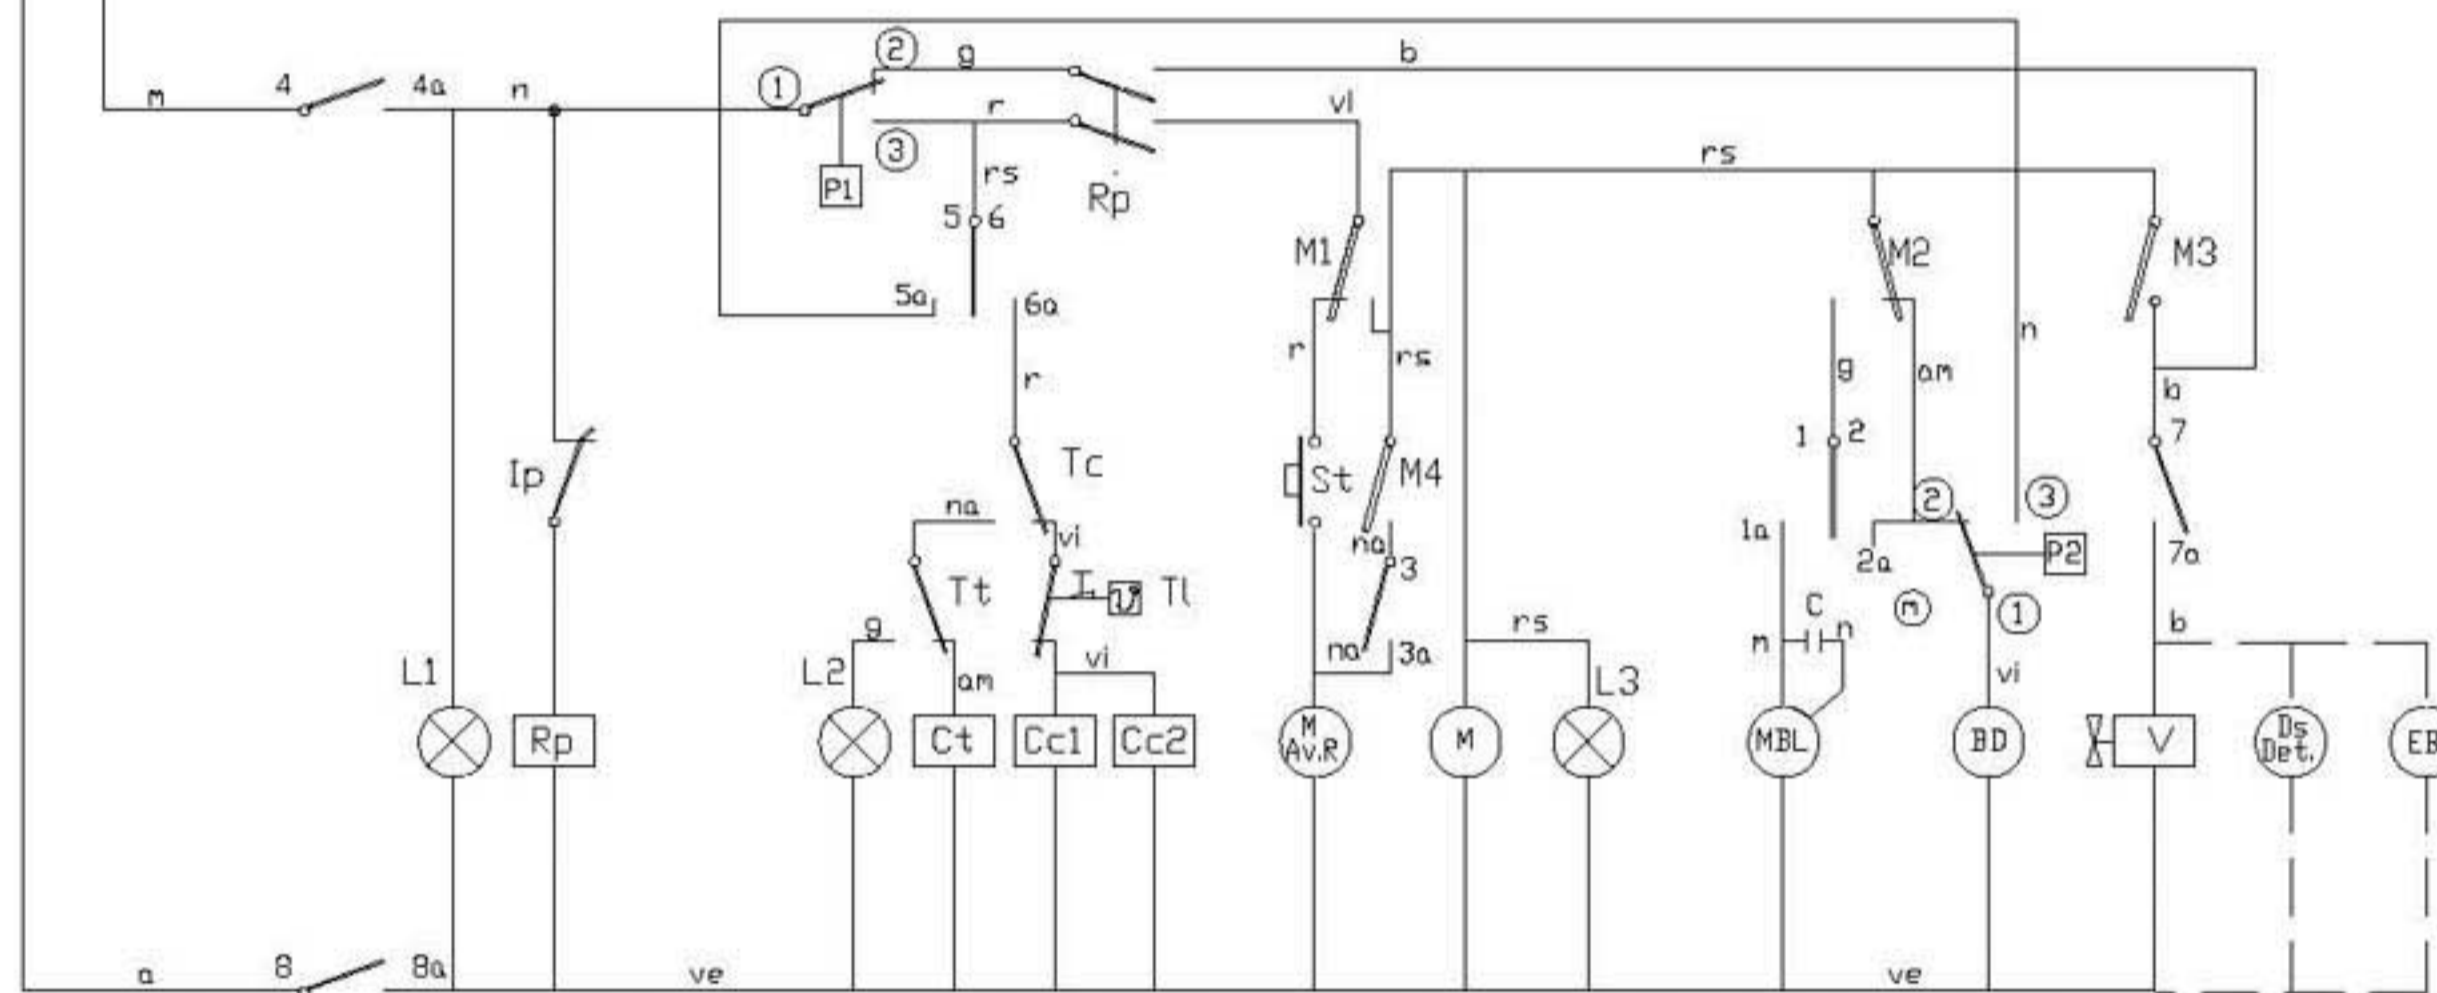 ② g b
① m 4 4a n
r vl
③ rs P1 Rp
rs
5 6
M1 M2 M3
5a 6a
n
r rs g am
r b
1 2 7
Ip Tc St M4
na ② ③
vi na 1a P2 7a
3 2a
Tt Tl
C m ①
g rs m n b
na 3a
L1 L2 vi
am L3 vi
Rp Ct Cc1 Cc2 M Av.R M MBL BD V Ds Det. EB
a 8 8a ve ve